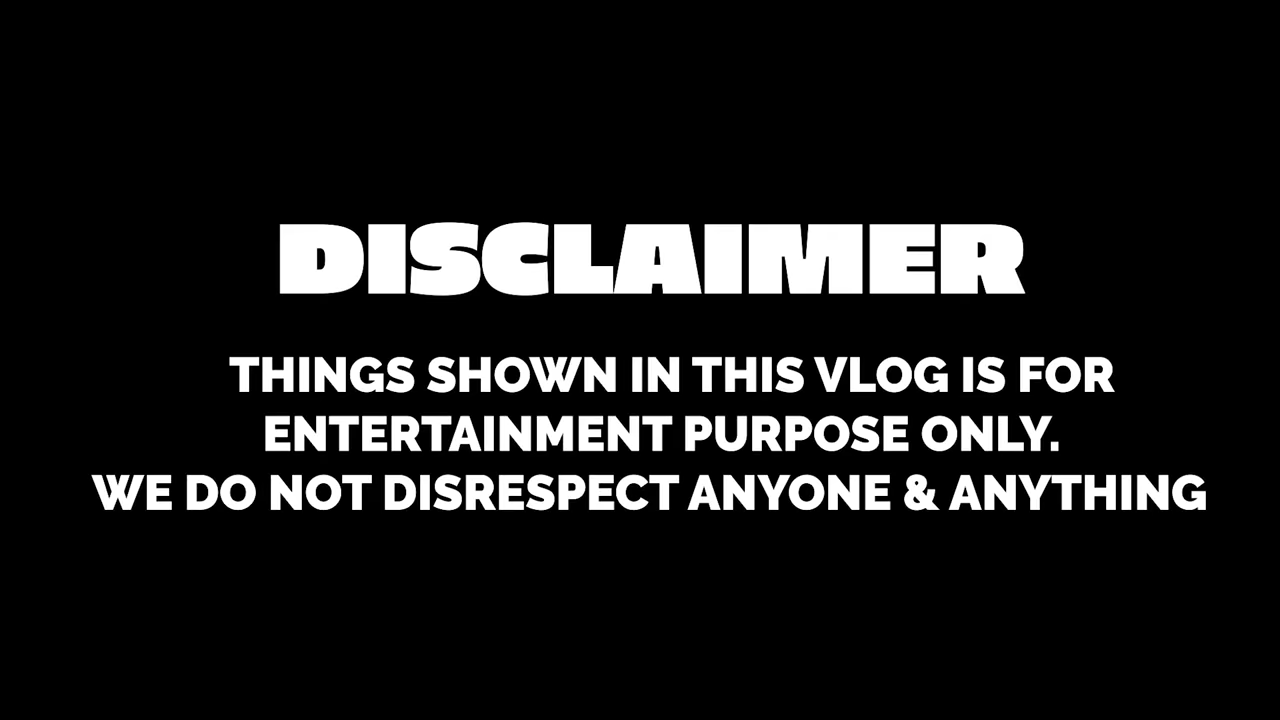 DISCLAIMER
THINGS SHOWN IN THIS VLOG IS FOR
ENTERTAINMENT PURPOSE ONLY.
WE DO NOT DISRESPECT ANYONE & ANYTHING